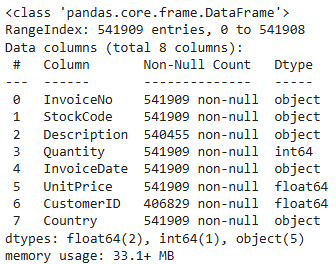 <class 'pandas.core.frame.DataFrame'>
RangeIndex: 541909 entries, 0 to 541908
Data columns (total 8 columns):
 #   Column       Non-Null Count   Dtype
---  ------       --------------   -----
 0   InvoiceNo    541909 non-null  object
 1   StockCode    541909 non-null  object
 2   Description  540455 non-null  object
 3   Quantity     541909 non-null  int64
 4   InvoiceDate  541909 non-null  object
 5   UnitPrice    541909 non-null  float64
 6   CustomerID   406829 non-null  float64
 7   Country      541909 non-null  object
dtypes: float64(2), int64(1), object(5)
memory usage: 33.1+ MB